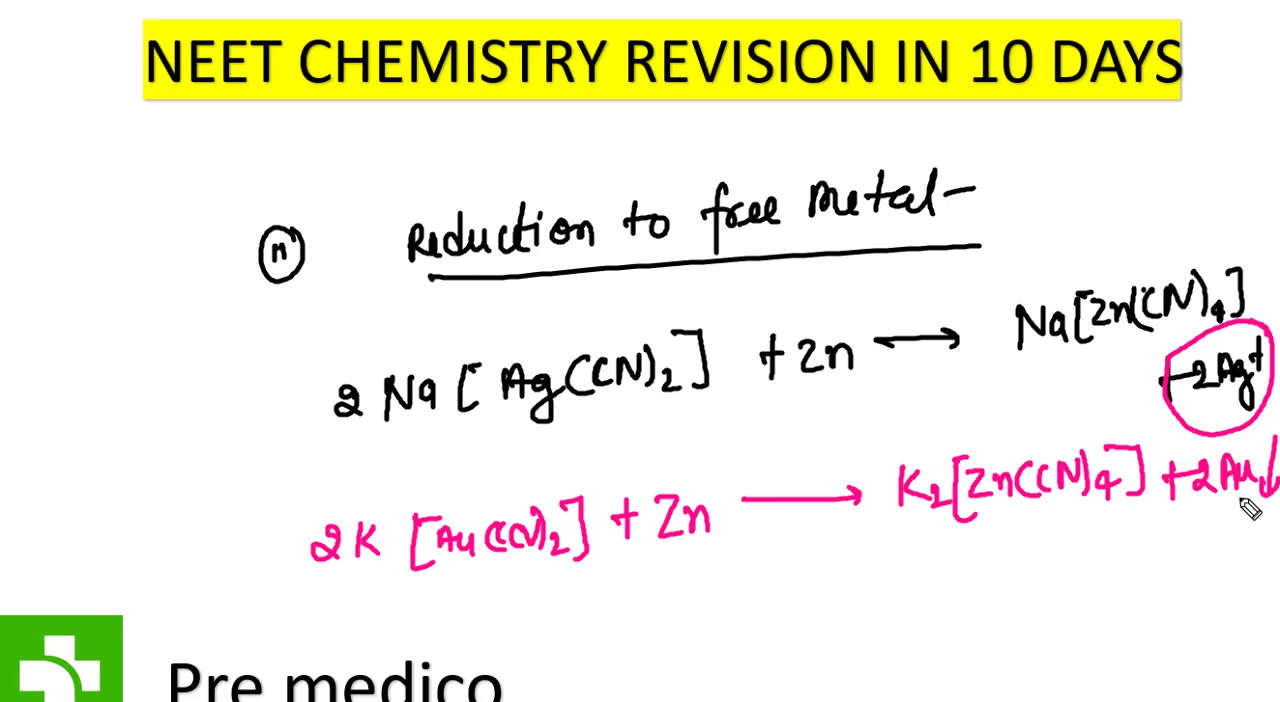 NEET CHEMISTRY REVISION IN 10 DAYS
Reduction to free metal-
2 Na [Ag(CN)2] + Zn ⟷ Na[Zn(CN)4]
+2Ag+
2K [Au(CN)2] + Zn ⟶ K2[Zn(CN)4] + 2Au↓
Pre medico